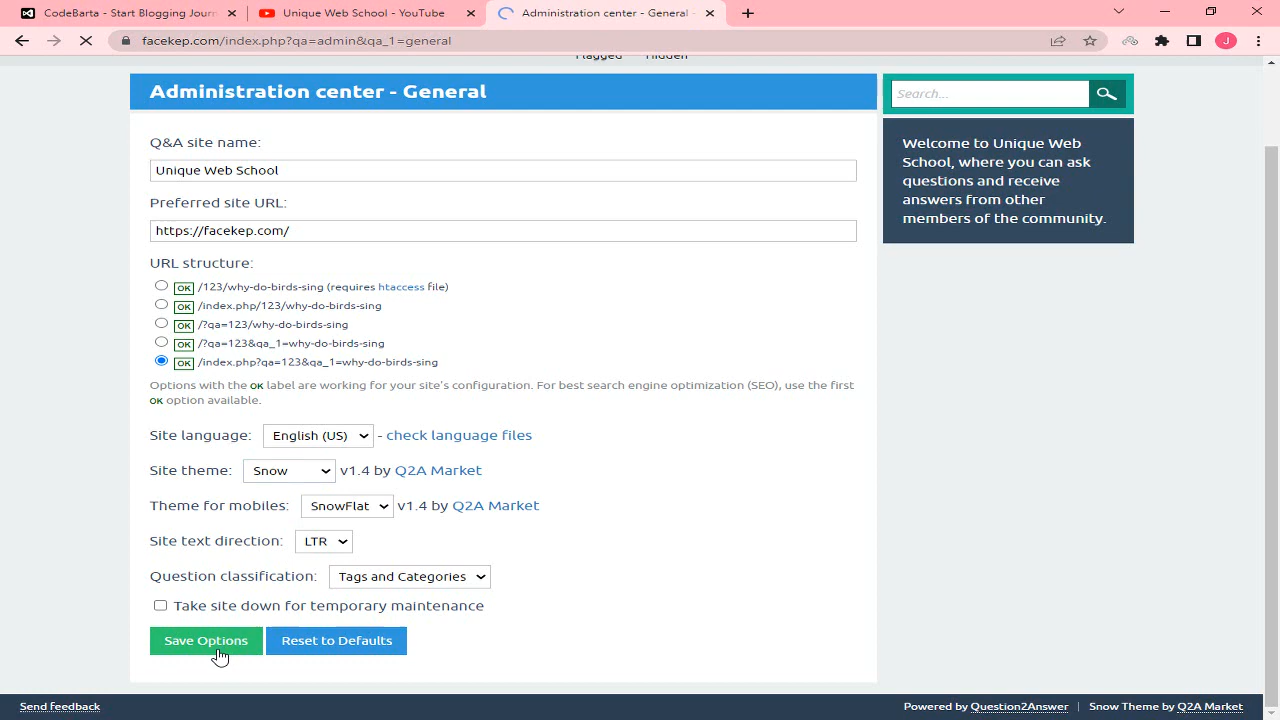 CodeBarta - Start Blogging Journ
Unique Web School - YouTube
Administration center - General -
facekep.com/index.php?qa=admin&qa_1=general
J
Flagged Hidden
Administration center - General
Search...
Q&A site name:
Unique Web School
Preferred site URL:
https://facekep.com/
URL structure:
OK /123/why-do-birds-sing (requires htaccess file)
OK /index.php/123/why-do-birds-sing
OK /?qa=123/why-do-birds-sing
OK /?qa=123&qa_1=why-do-birds-sing
OK /index.php?qa=123&qa_1=why-do-birds-sing
Options with the OK label are working for your site's configuration. For best search engine optimization (SEO), use the first
OK option available.
Site language: English (US) - check language files
Site theme: Snow v1.4 by Q2A Market
Theme for mobiles: SnowFlat v1.4 by Q2A Market
Site text direction: LTR
Question classification: Tags and Categories
Take site down for temporary maintenance
Save Options Reset to Defaults
Welcome to Unique Web
School, where you can ask
questions and receive
answers from other
members of the community.
Send feedback
Powered by Question2Answer Snow Theme by Q2A Market